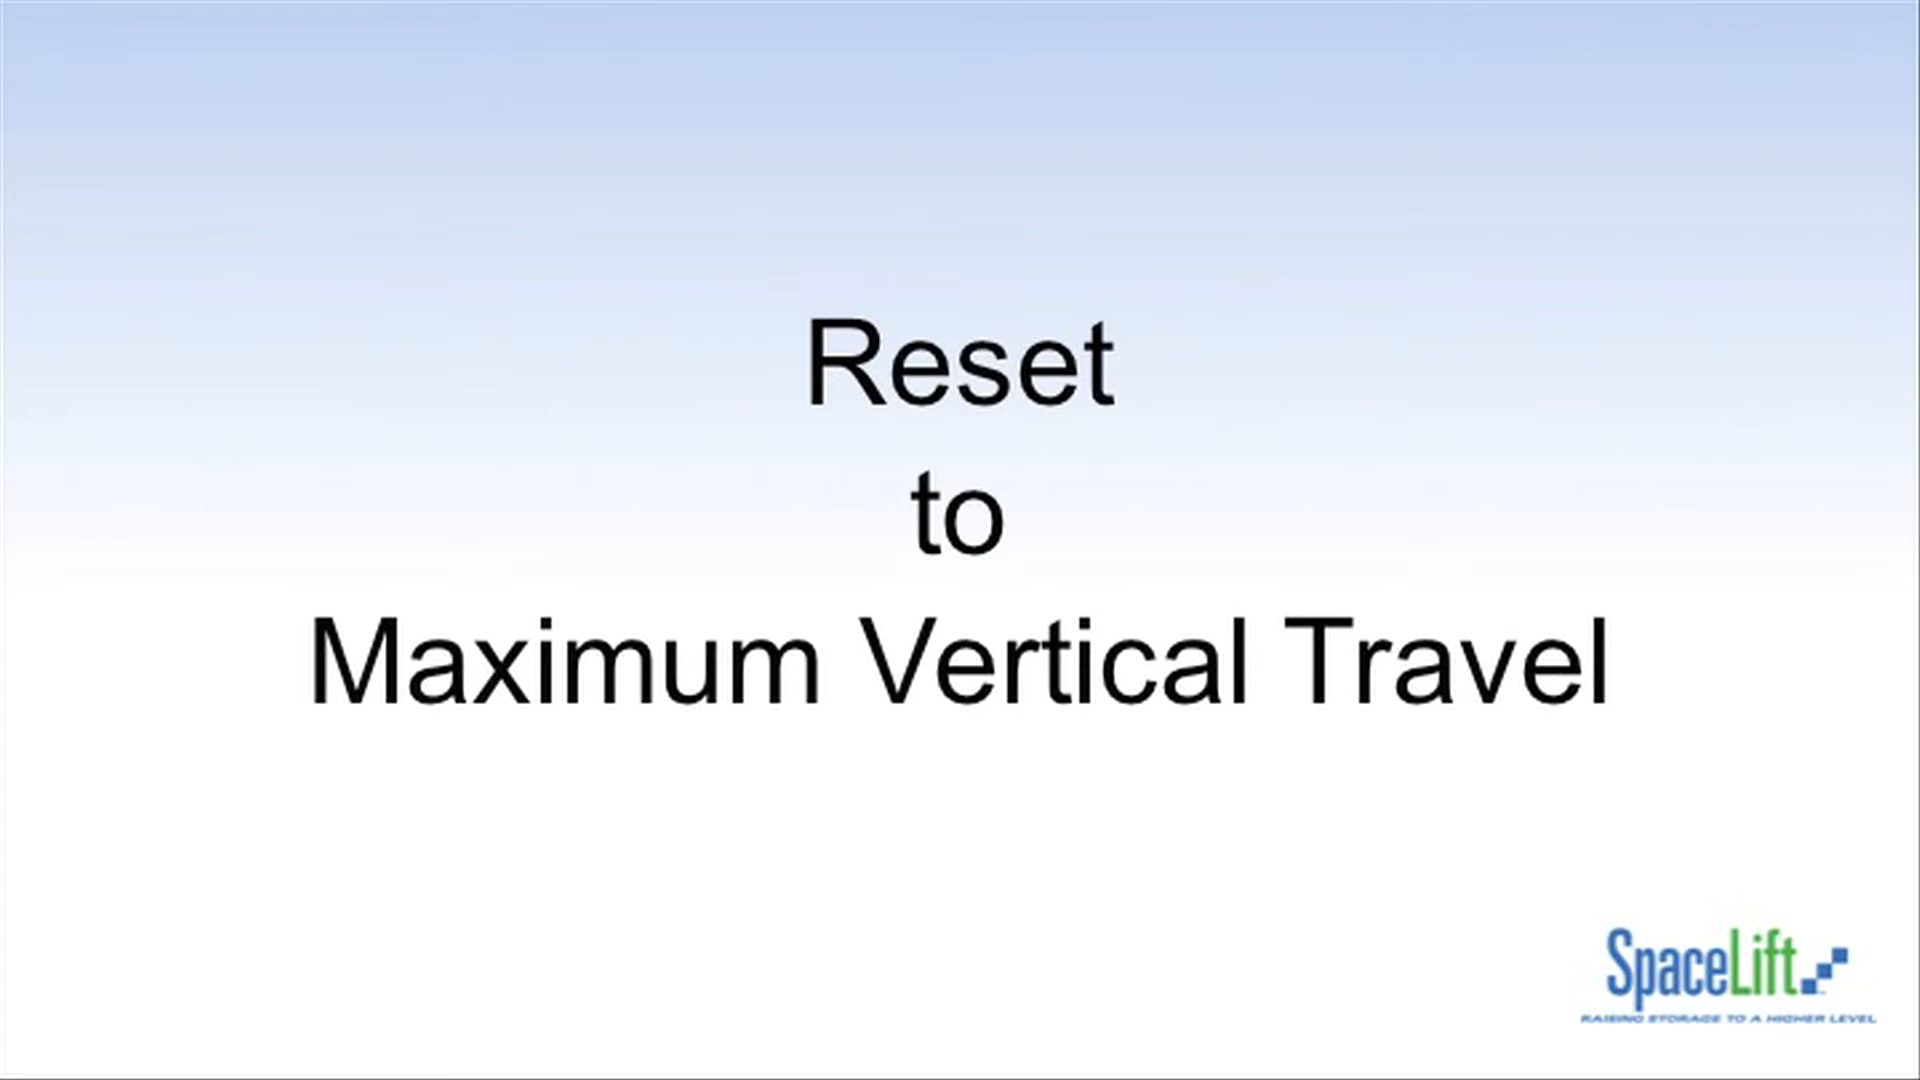 Reset
to
Maximum Vertical Travel
SpaceLift
RAISING STORAGE TO A HIGHER LEVEL